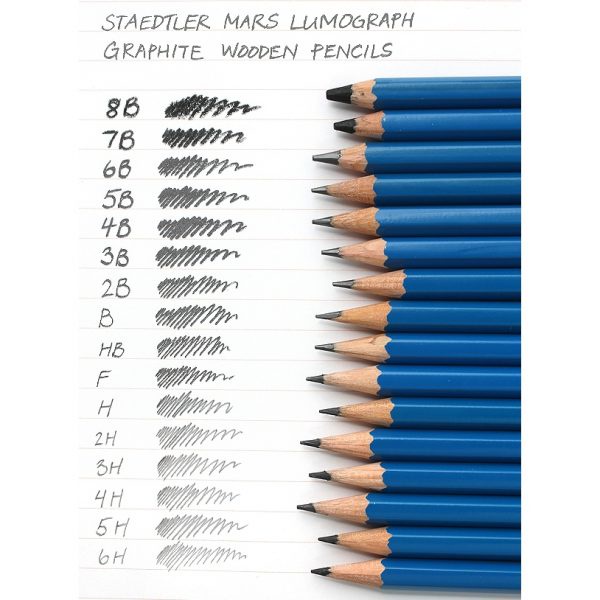 STAEDTLER MARS LUMOGRAPH
GRAPHITE WOODEN PENCILS
8B
7B
6B
5B
4B
3B
2B
B
HB
F
H
2H
3H
4H
5H
6H